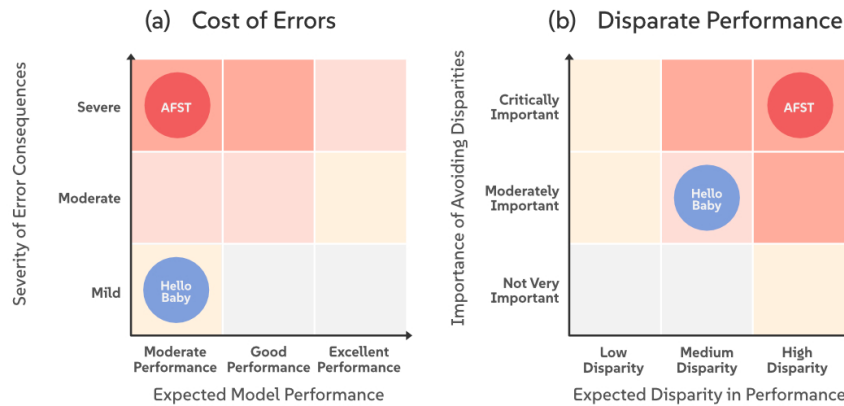 (a) Cost of Errors
Severity of Error Consequences
Severe
Moderate
Mild
AFST
Hello
Baby
Moderate
Performance
Good
Performance
Excellent
Performance
Expected Model Performance
(b) Disparate Performance
Importance of Avoiding Disparities
Critically
Important
Moderately
Important
Not Very
Important
AFST
Hello
Baby
Low
Disparity
Medium
Disparity
High
Disparity
Expected Disparity in Performance